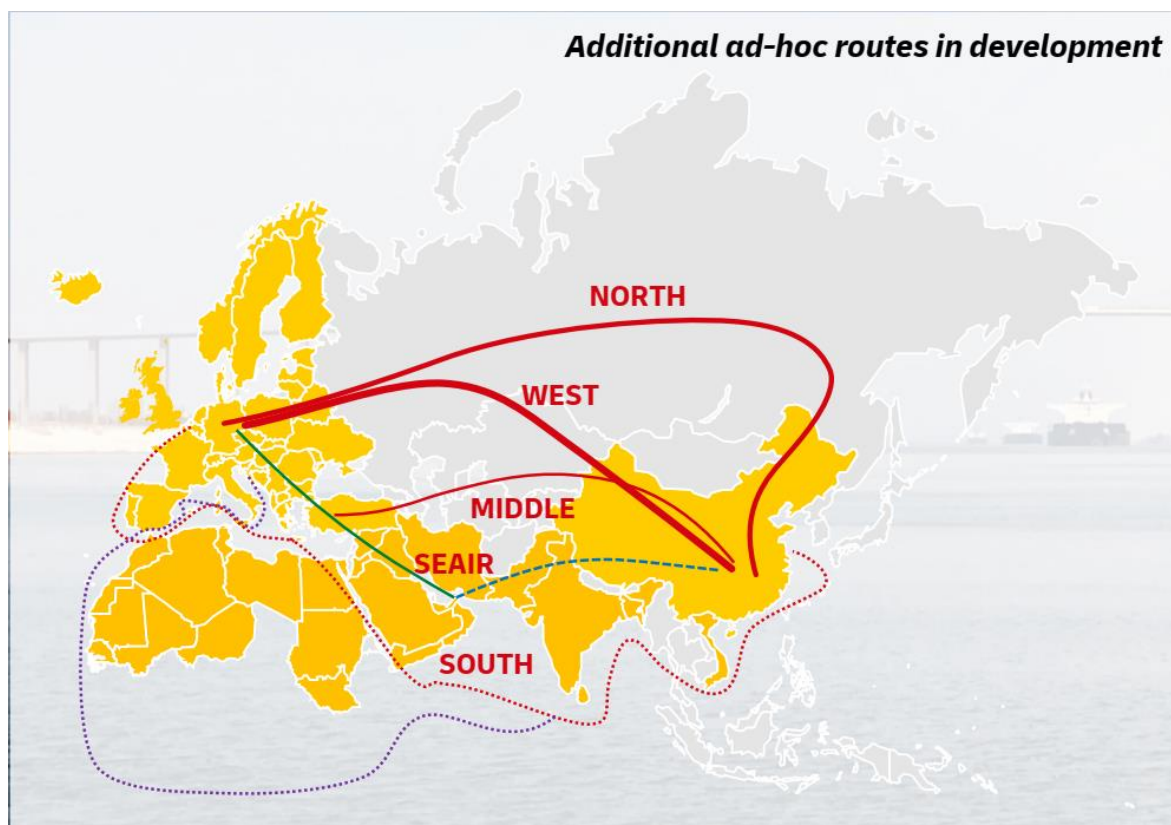 Additional ad-hoc routes in development
NORTH
WEST
MIDDLE
SEAIR
SOUTH